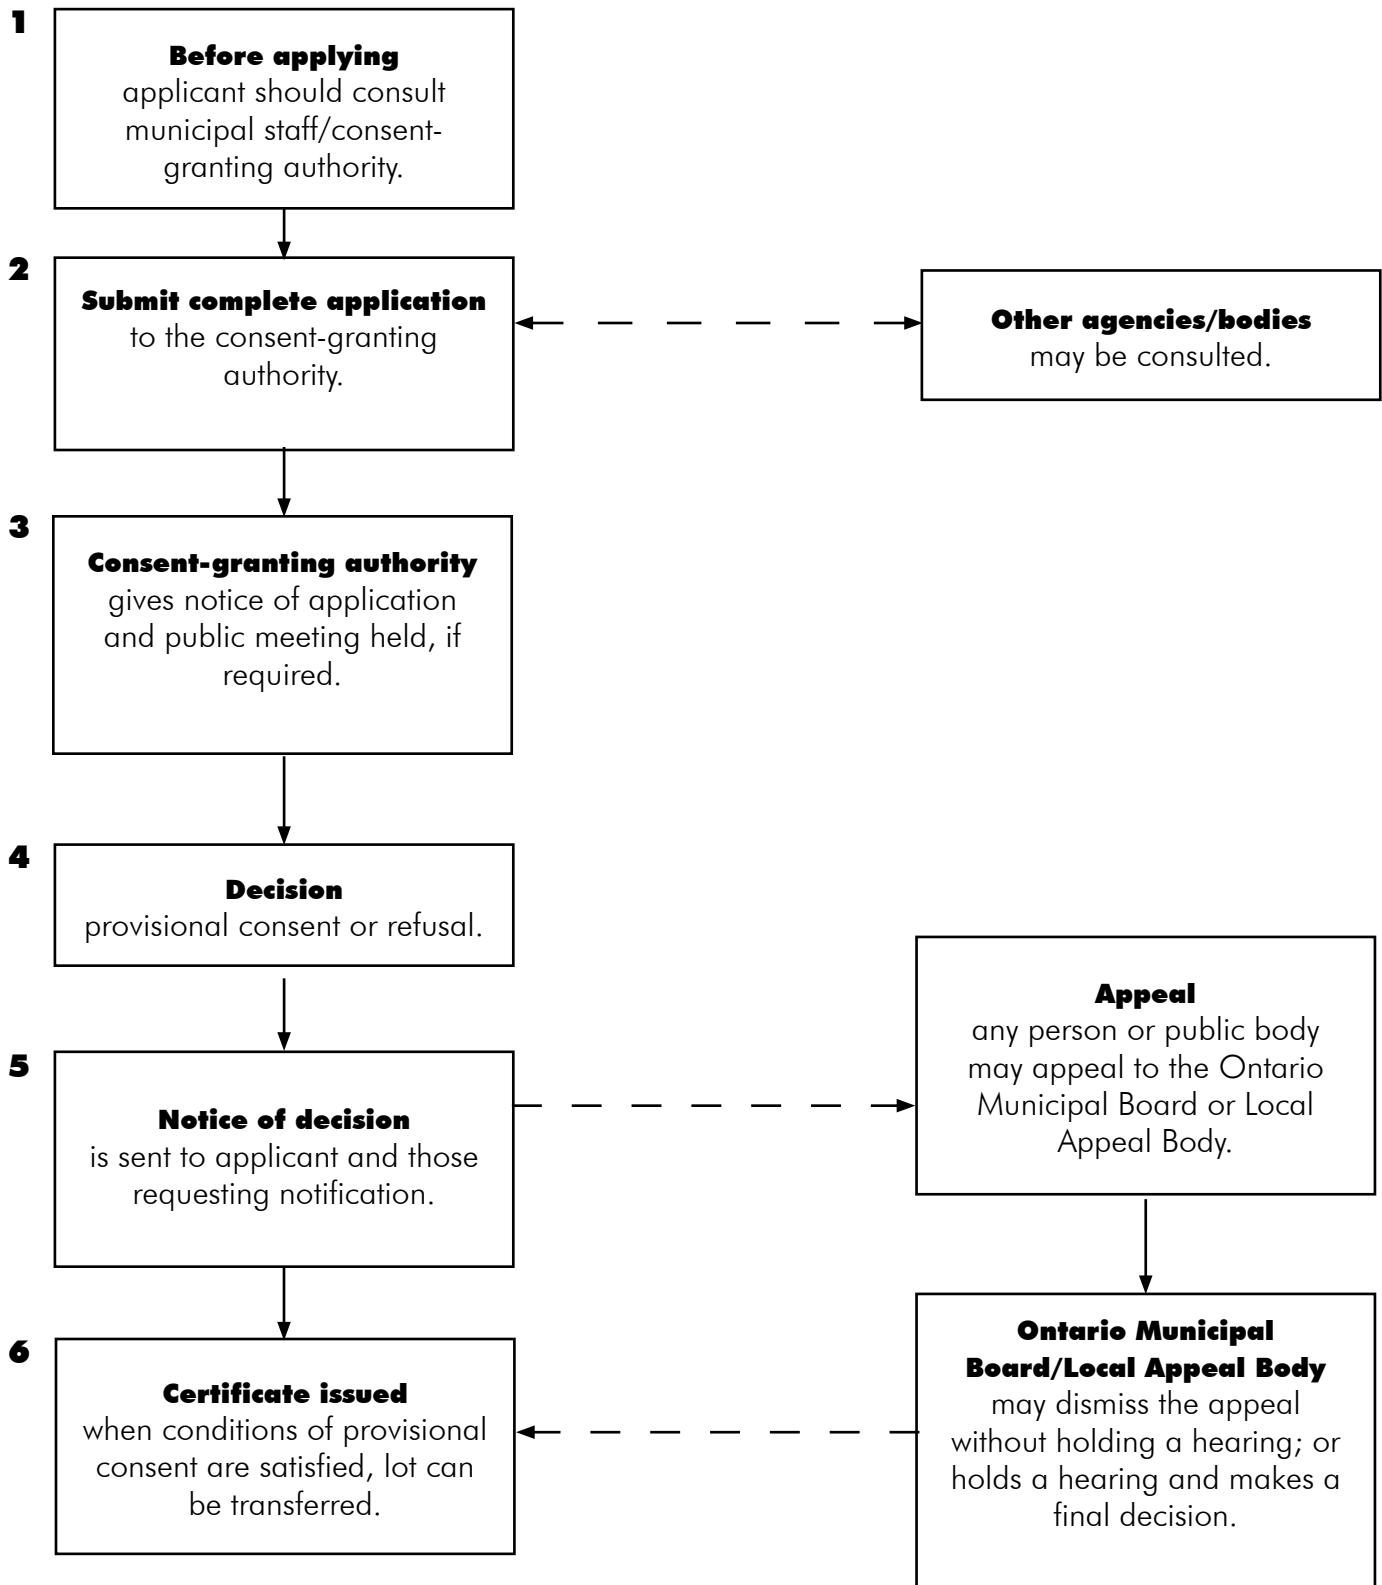 1
Before applying
applicant should consult
municipal staff/consent-
granting authority.
2
Submit complete application
to the consent-granting
authority.
Other agencies/bodies
may be consulted.
3
Consent-granting authority
gives notice of application
and public meeting held, if
required.
4
Decision
provisional consent or refusal.
Appeal
any person or public body
may appeal to the Ontario
Municipal Board or Local
Appeal Body.
5
Notice of decision
is sent to applicant and those
requesting notification.
6
Certificate issued
when conditions of provisional
consent are satisfied, lot can
be transferred.
Ontario Municipal
Board/Local Appeal Body
may dismiss the appeal
without holding a hearing; or
holds a hearing and makes a
final decision.